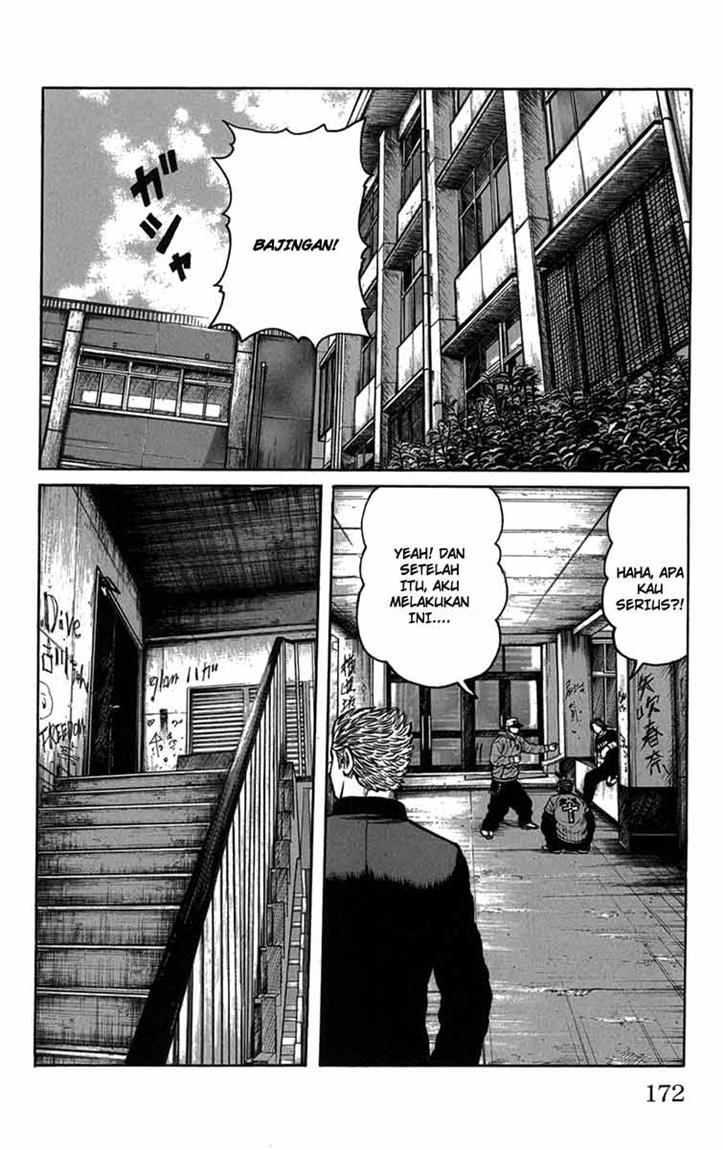 ガシャ
BAJINGAN!
HAHA, APA
KAU
SERIUS?!
YEAH! DAN
SETELAH
ITU, AKU
MELAKUKAN
INI....
矢吹春奈
Dive
FREEDOM
172